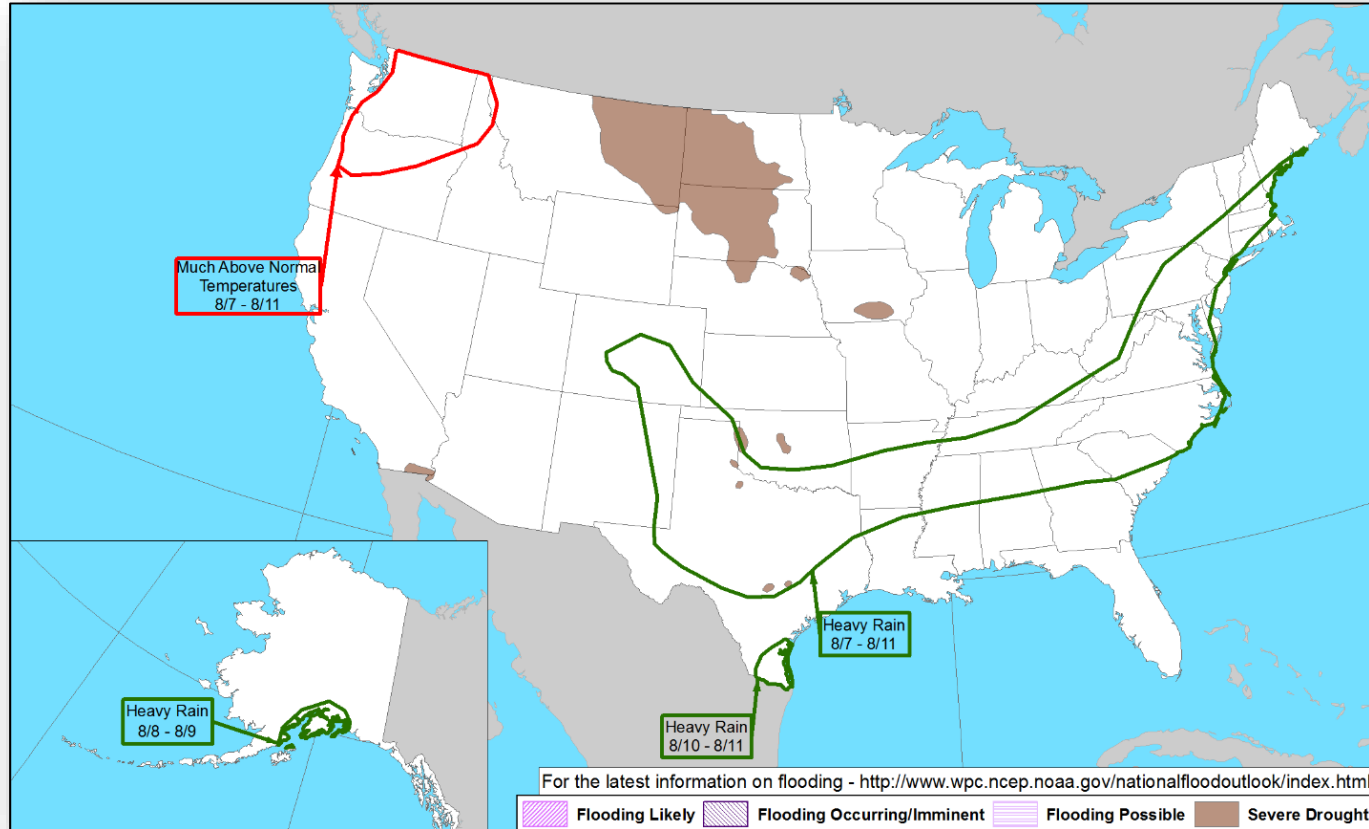 Much Above Normal
Temperatures
8/7 - 8/11
Heavy Rain
8/7 - 8/11
Heavy Rain
8/8 - 8/9
Heavy Rain
8/10 - 8/11
For the latest information on flooding - http://www.wpc.ncep.noaa.gov/nationalfloodoutlook/index.html
Flooding Likely
Flooding Occurring/Imminent
Flooding Possible
Severe Drought